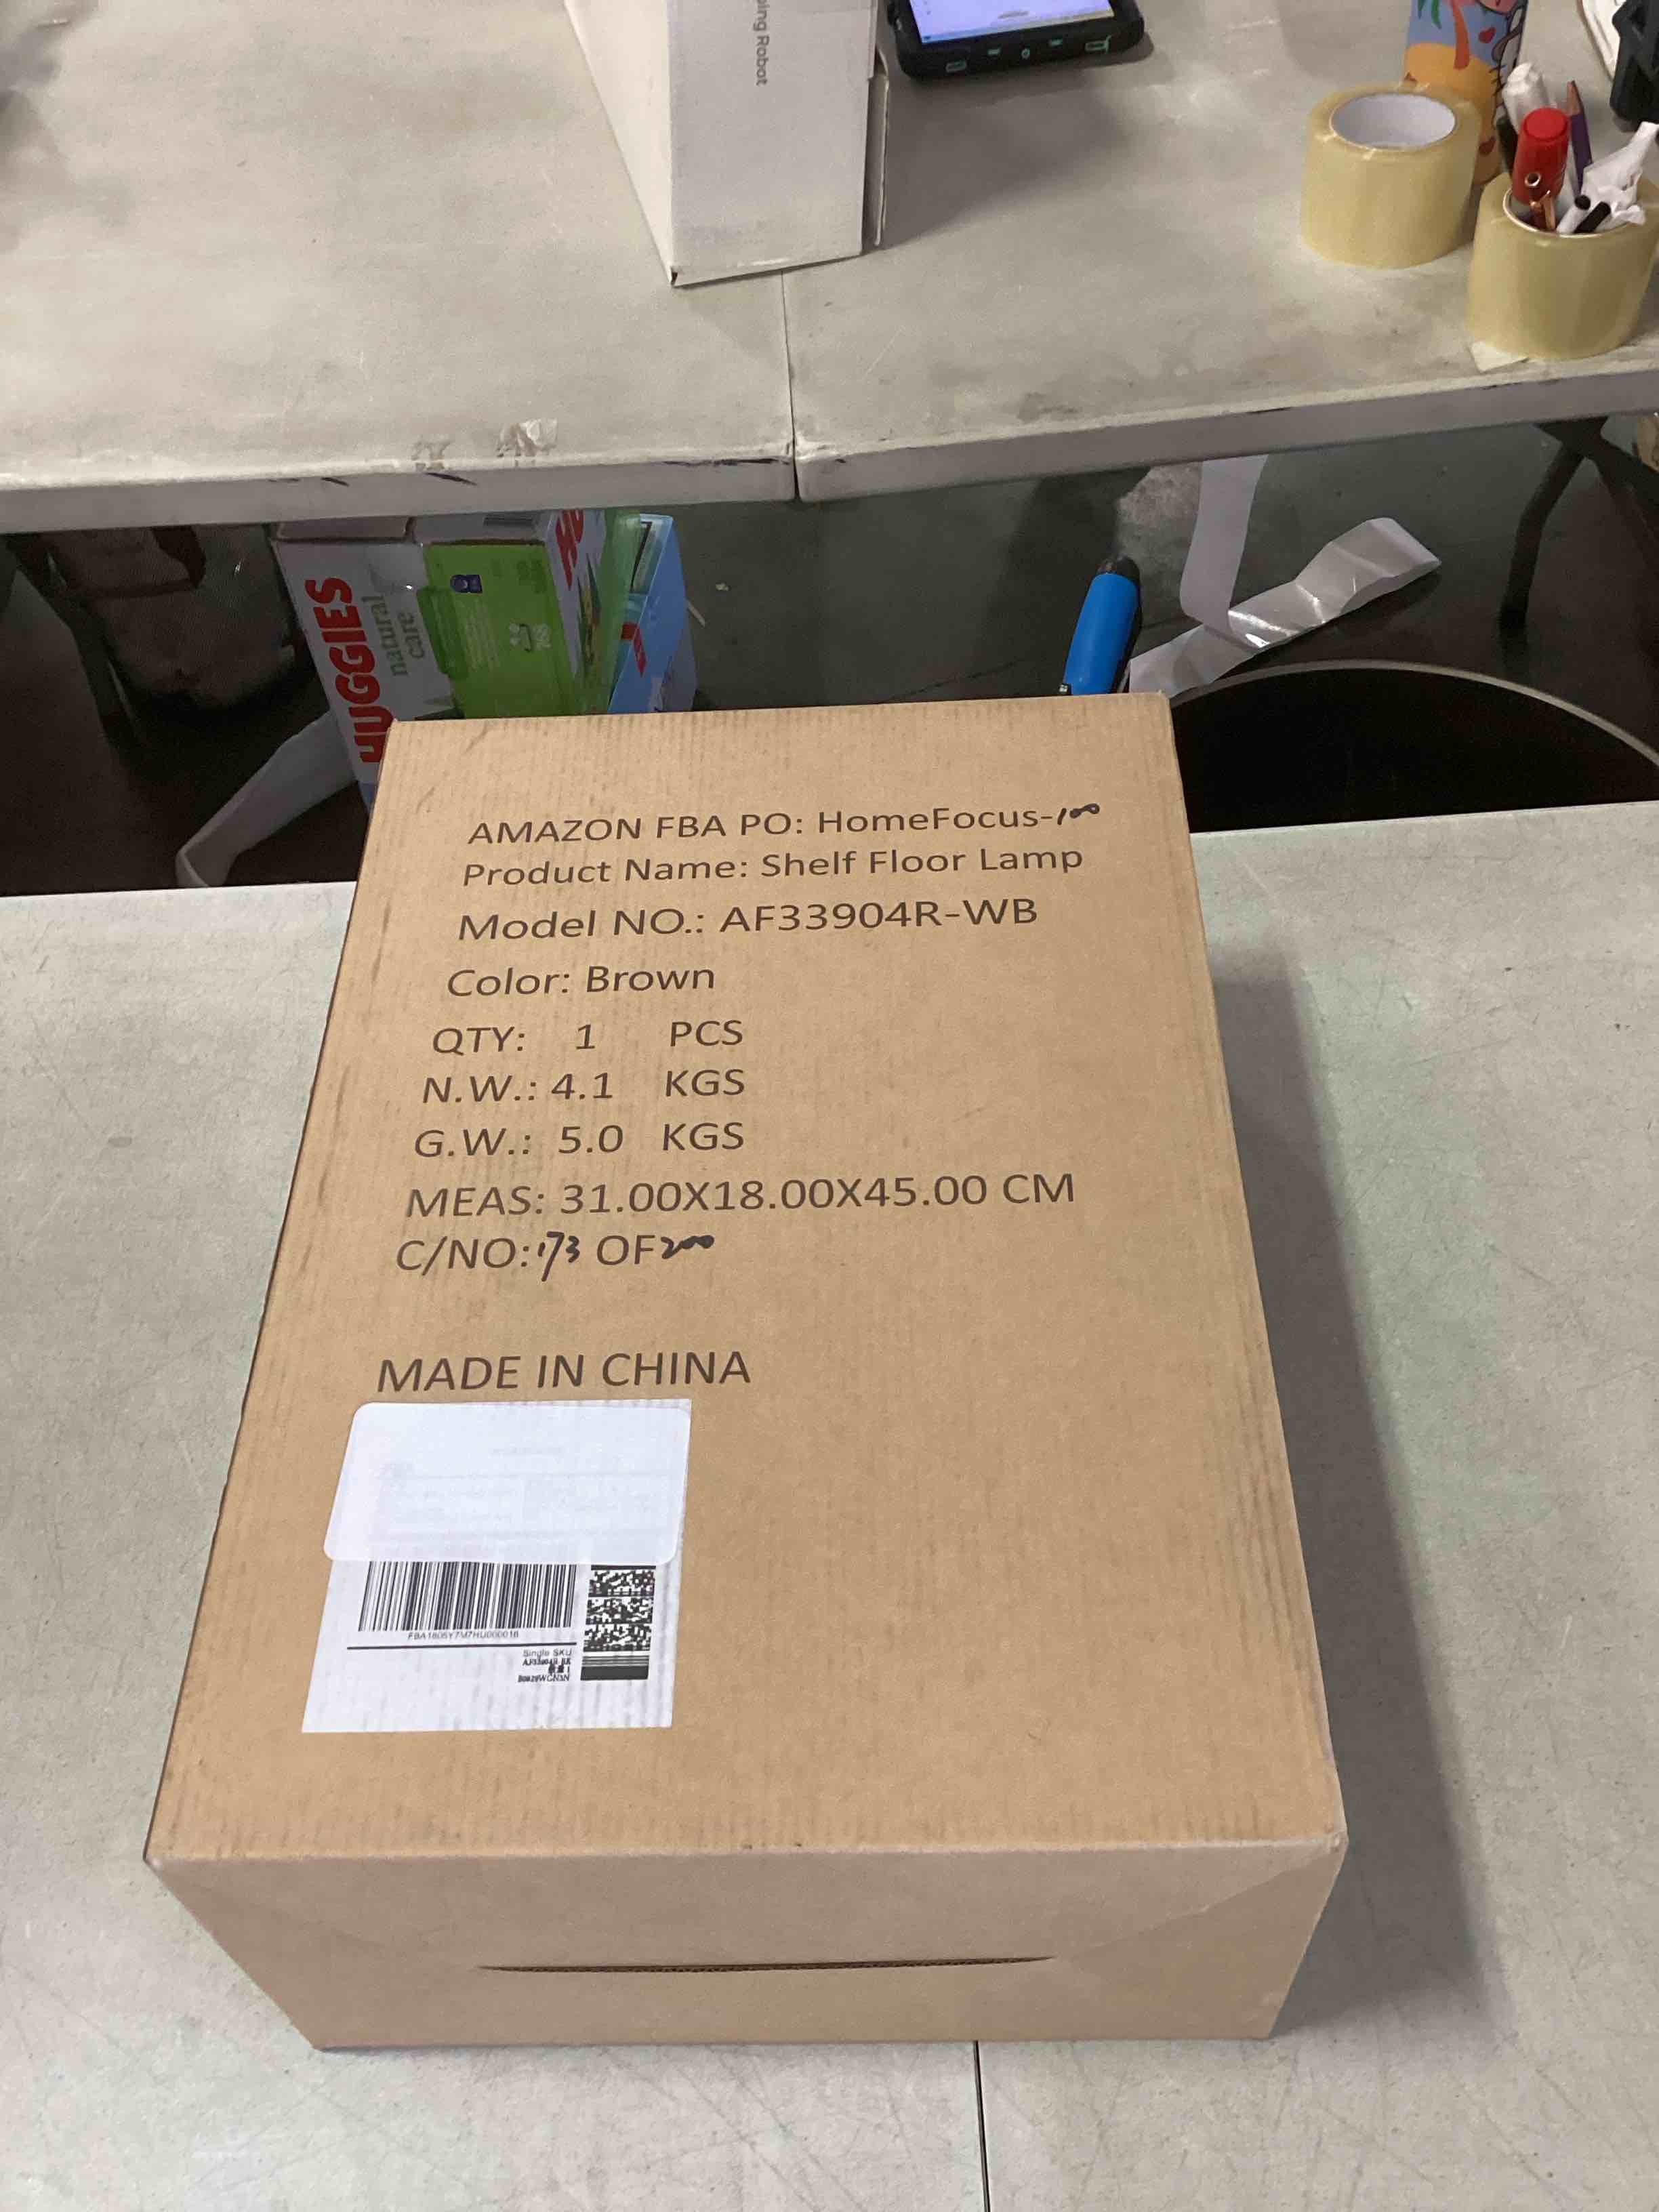 ping Robot
HUGGIES
natural
care
AMAZON FBA PO: HomeFocus-100
Product Name: Shelf Floor Lamp
Model NO.: AF33904R-WB
Color: Brown
QTY: 1 PCS
N.W.: 4.1 KGS
G.W.: 5.0 KGS
MEAS: 31.00X18.00X45.00 CM
C/NO: 173 OF 200
MADE IN CHINA
Single SKU